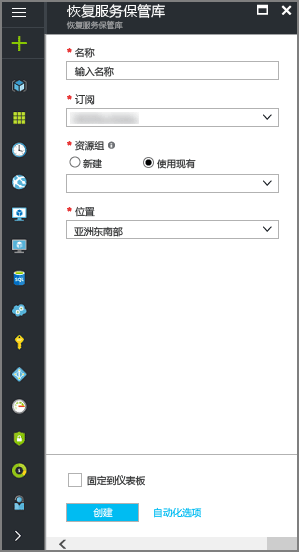 恢复服务保管库
恢复服务保管库
* 名称
输入名称
* 订阅
* 资源组
新建 使用现有
* 位置
亚洲东南部
SQL
固定到仪表板
创建 自动化选项